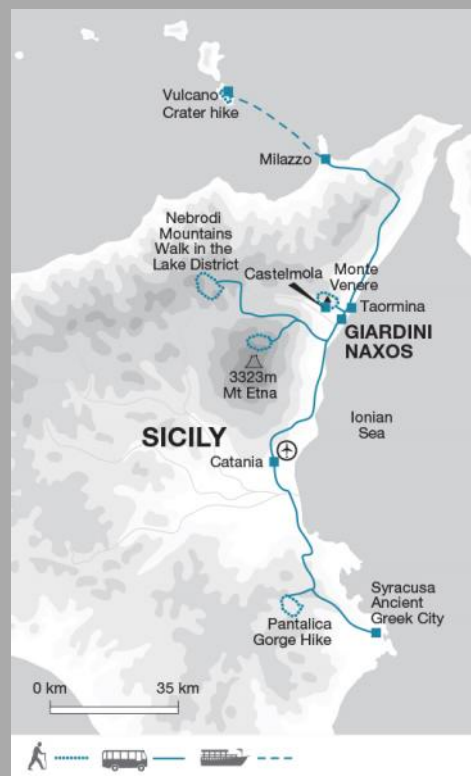 Vulcano
Crater hike
Milazzo
Nebrodi
Mountains
Walk in the
Lake District
Castelmola
Monte
Venere
Taormina
GIARDINI
NAXOS
3323m
Mt Etna
SICILY
Ionian
Sea
Catania
Syracusa
Ancient
Greek City
Pantalica
Gorge Hike
0 km
35 km